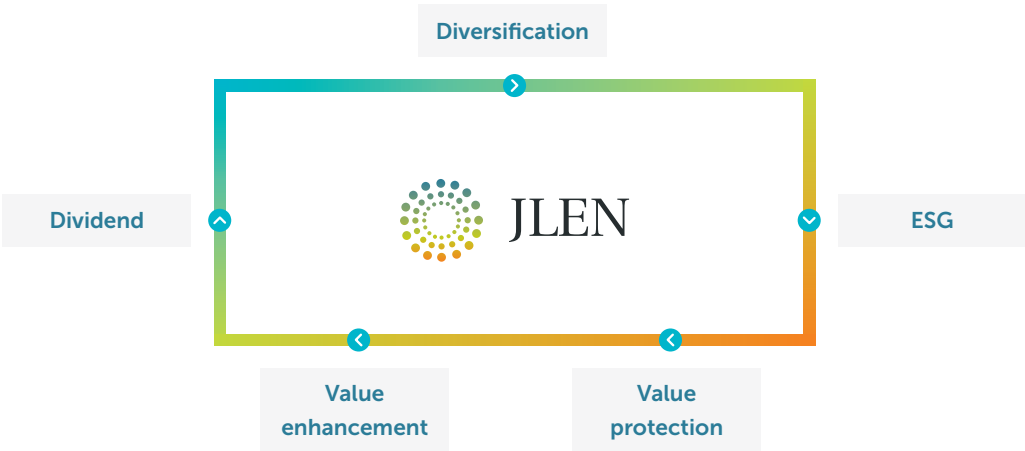 Diversification
Dividend
JLEN
ESG
Value
enhancement
Value
protection